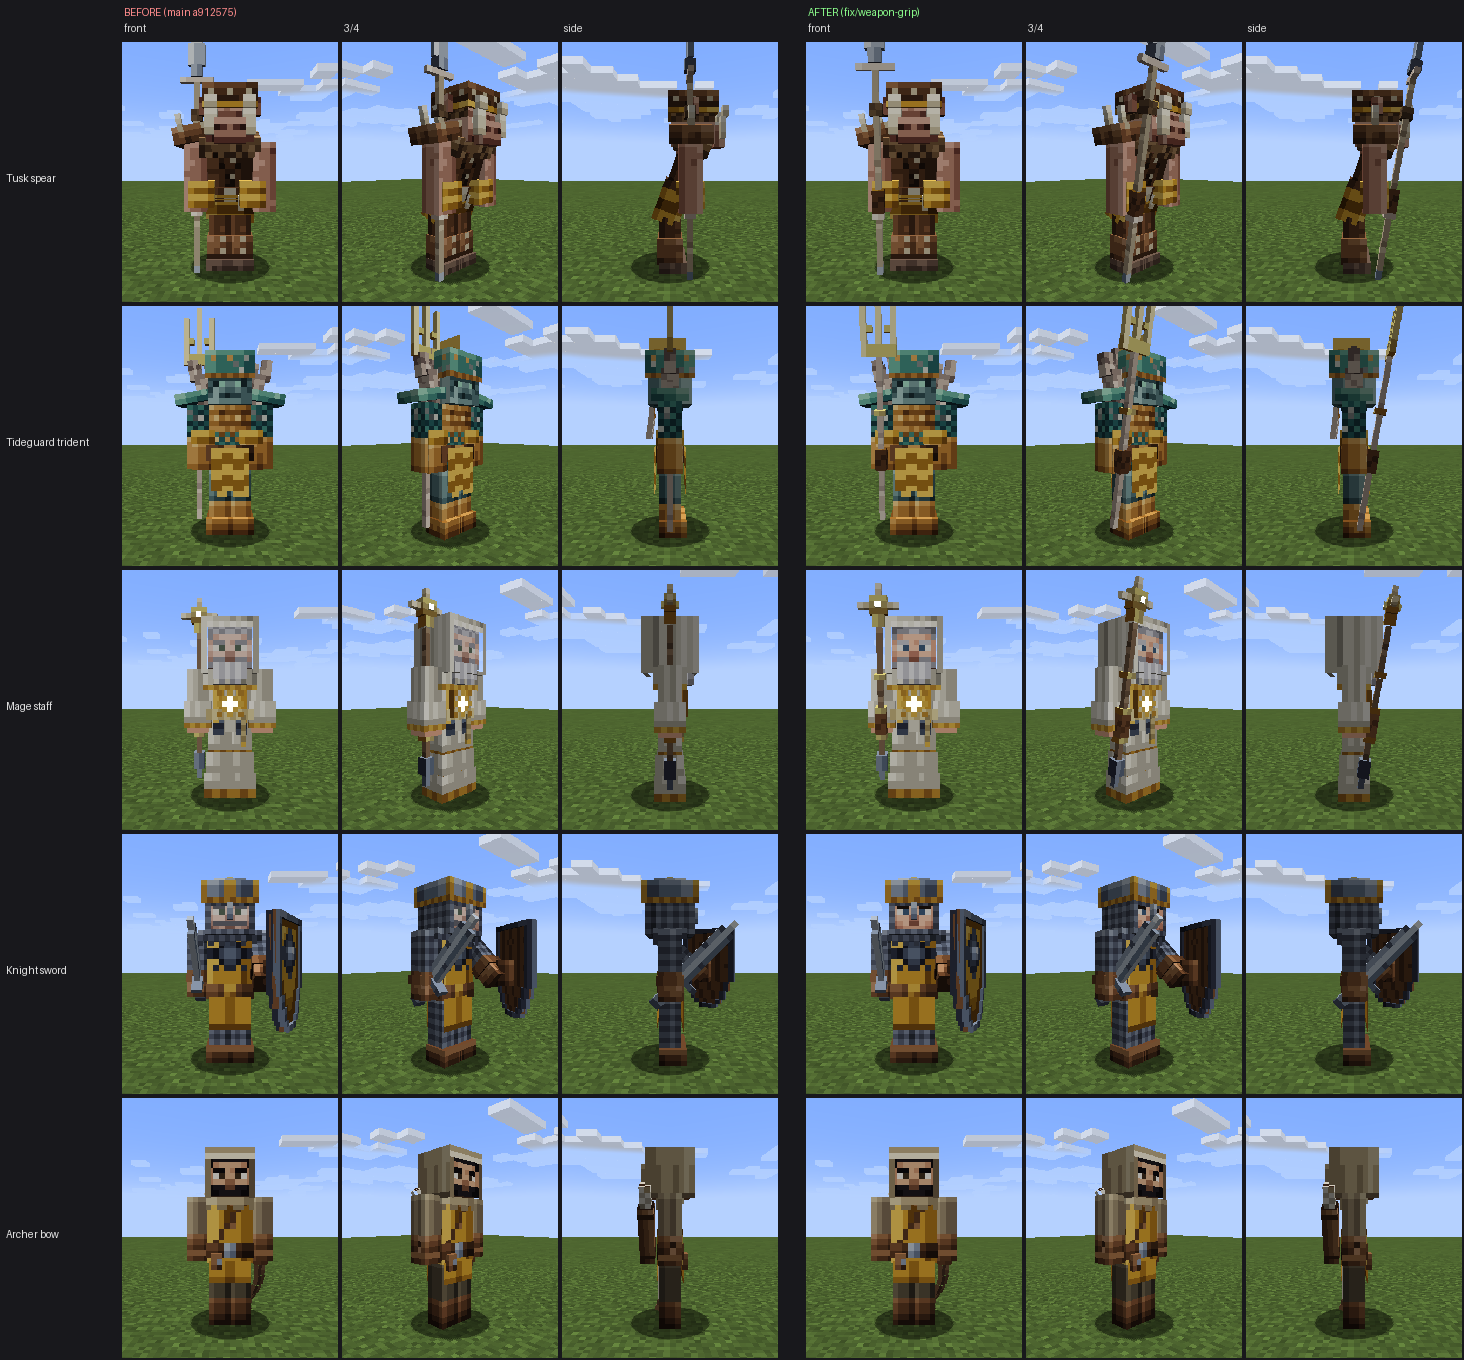 BEFORE (main a912575)
AFTER (fix/weapon-grip)
front
3/4
side
front
3/4
side
Tusk spear
Tideguard trident
Mage staff
Knight sword
Archer bow